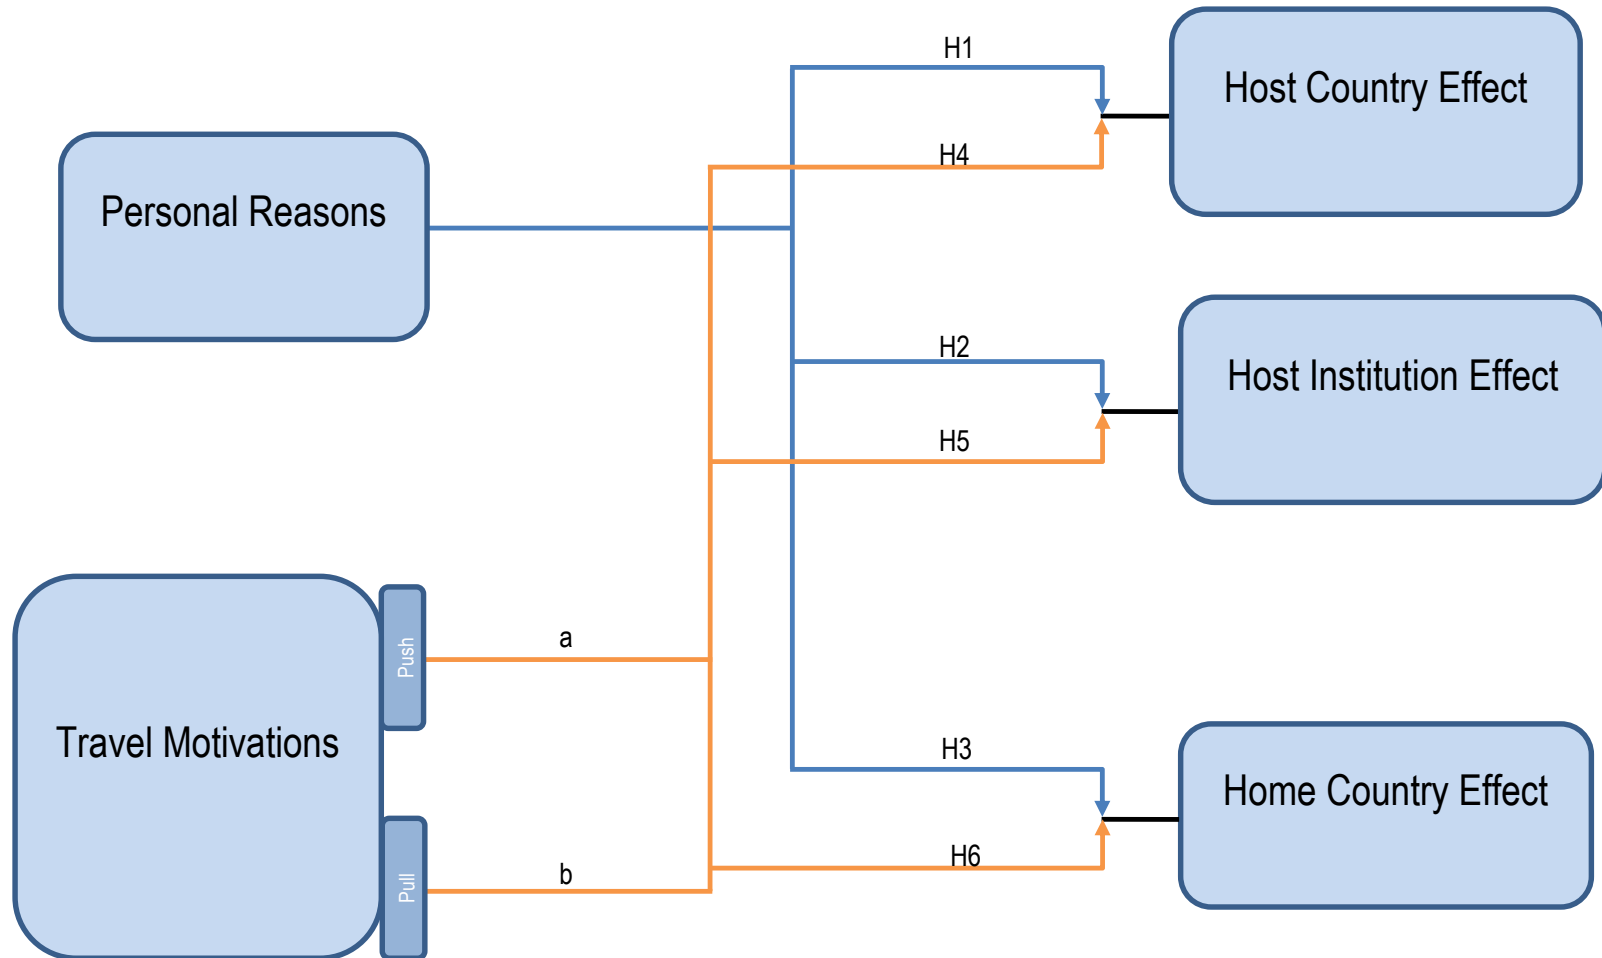 H1
Host Country Effect
H4
Personal Reasons
H2
Host Institution Effect
H5
Push
a
Travel Motivations
H3
Home Country Effect
H6
Pull
b